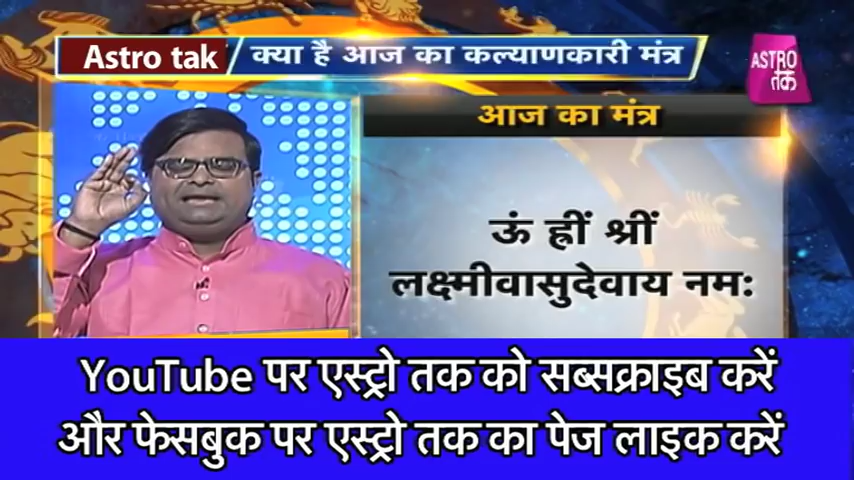 Astro tak / क्या है आज का कल्याणकारी मंत्र
ASTRO
तक
आज का मंत्र
ऊं ह्रीं श्रीं
लक्ष्मीवासुदेवाय नम:
YouTube पर एस्ट्रो तक को सब्सक्राइब करें
और फेसबुक पर एस्ट्रो तक का पेज लाइक करें